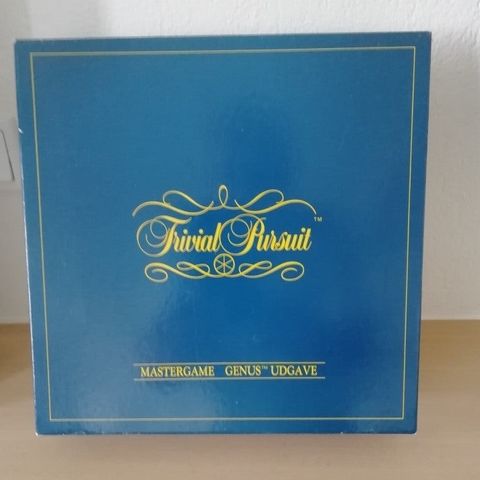 Trivial Pursuit™
MASTERGAME GENUS™ UDGAVE